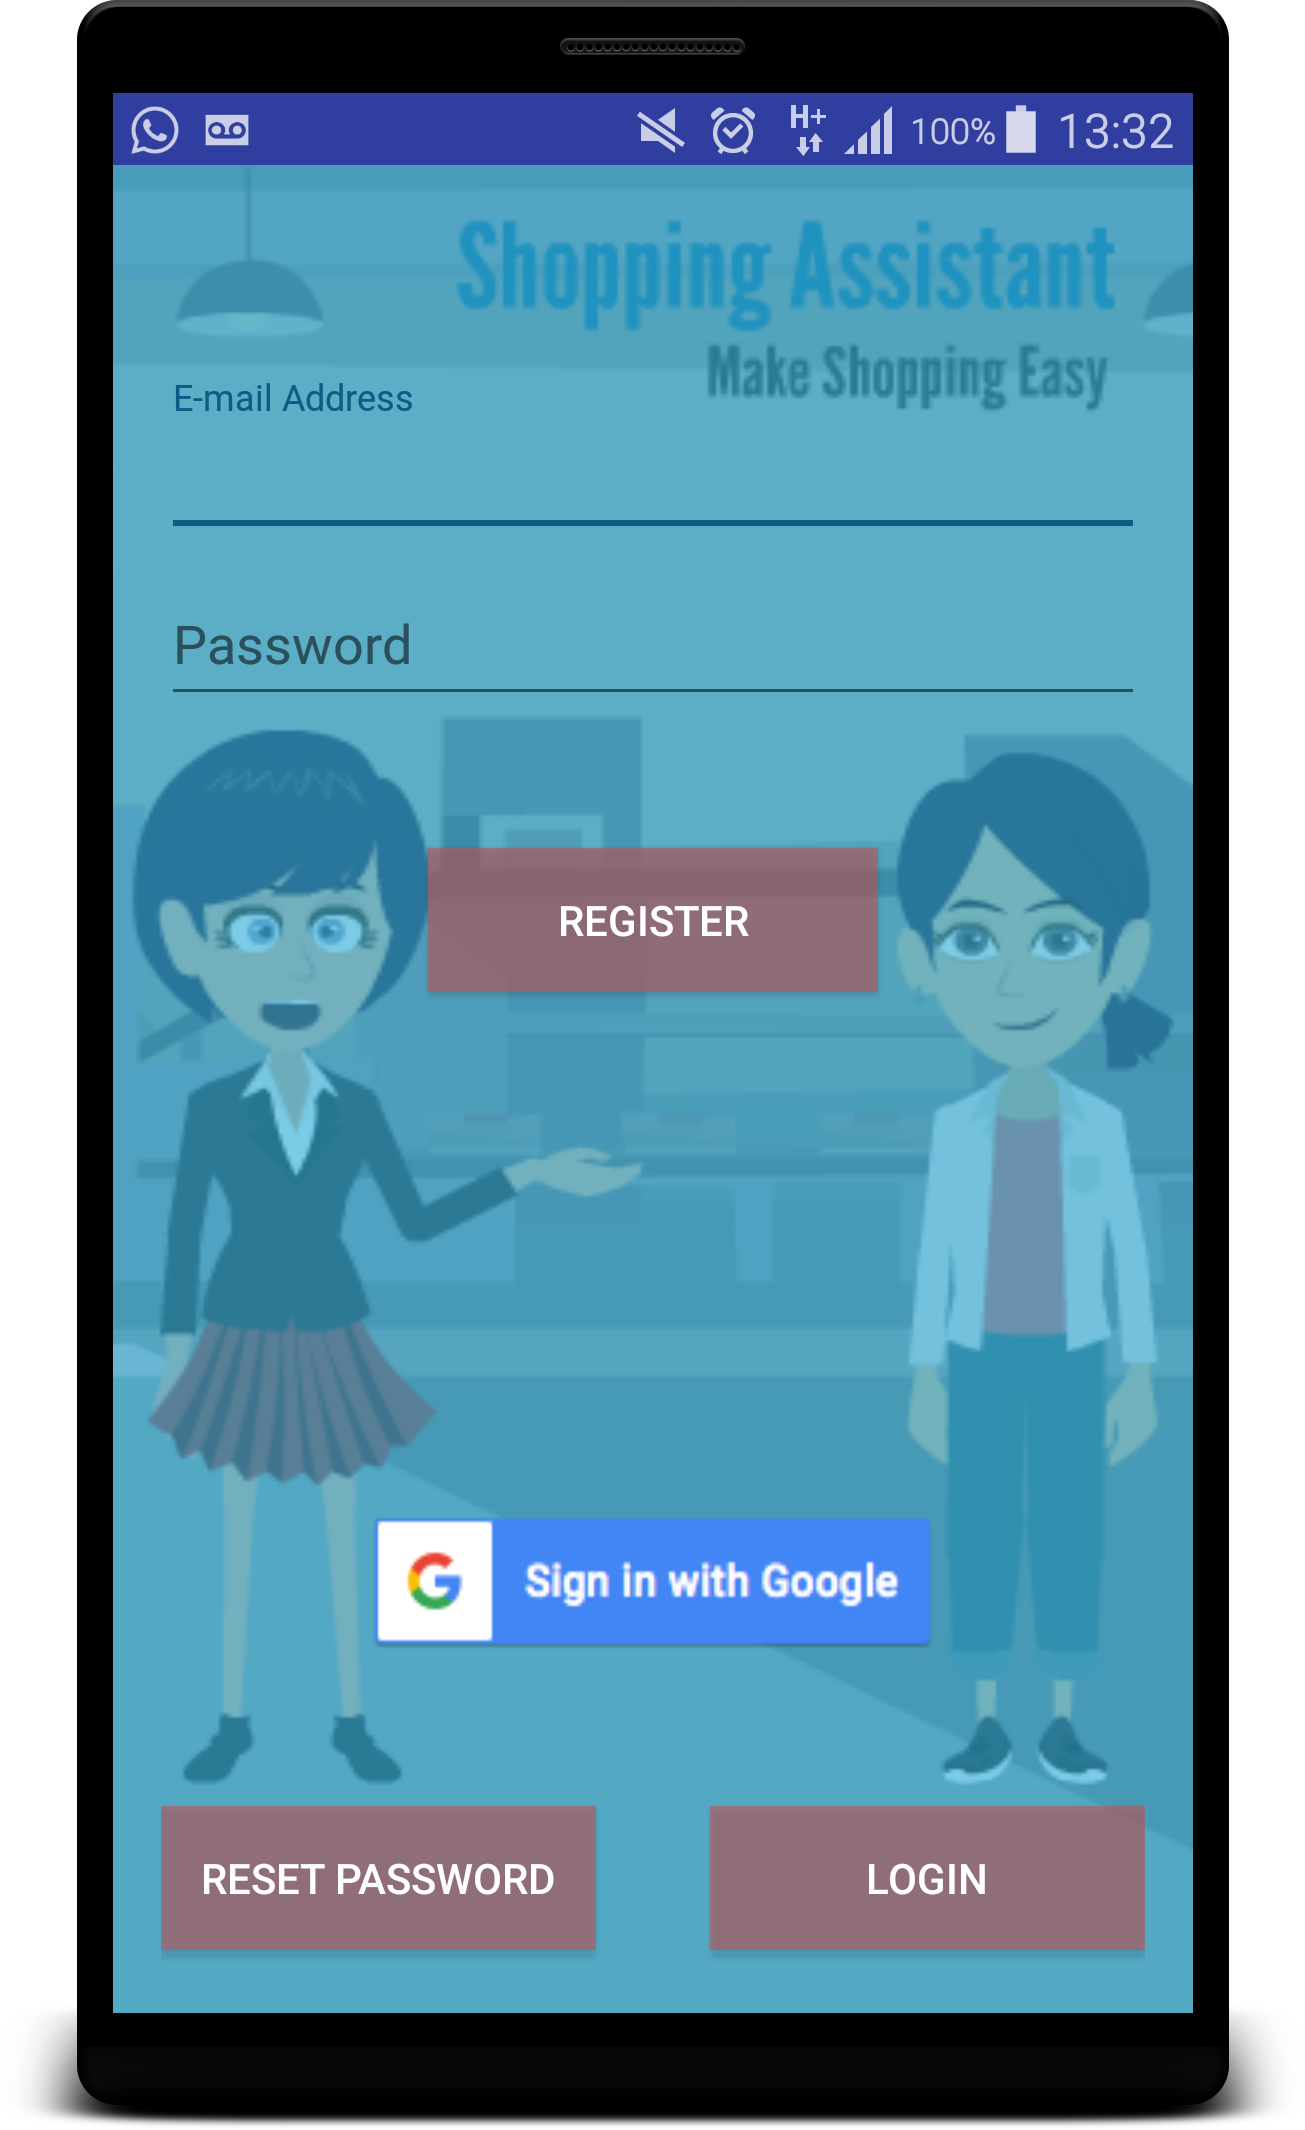 H+ 100% 13:32
Shopping Assistant
Make Shopping Easy
E-mail Address
Password
REGISTER
G Sign in with Google
RESET PASSWORD
LOGIN